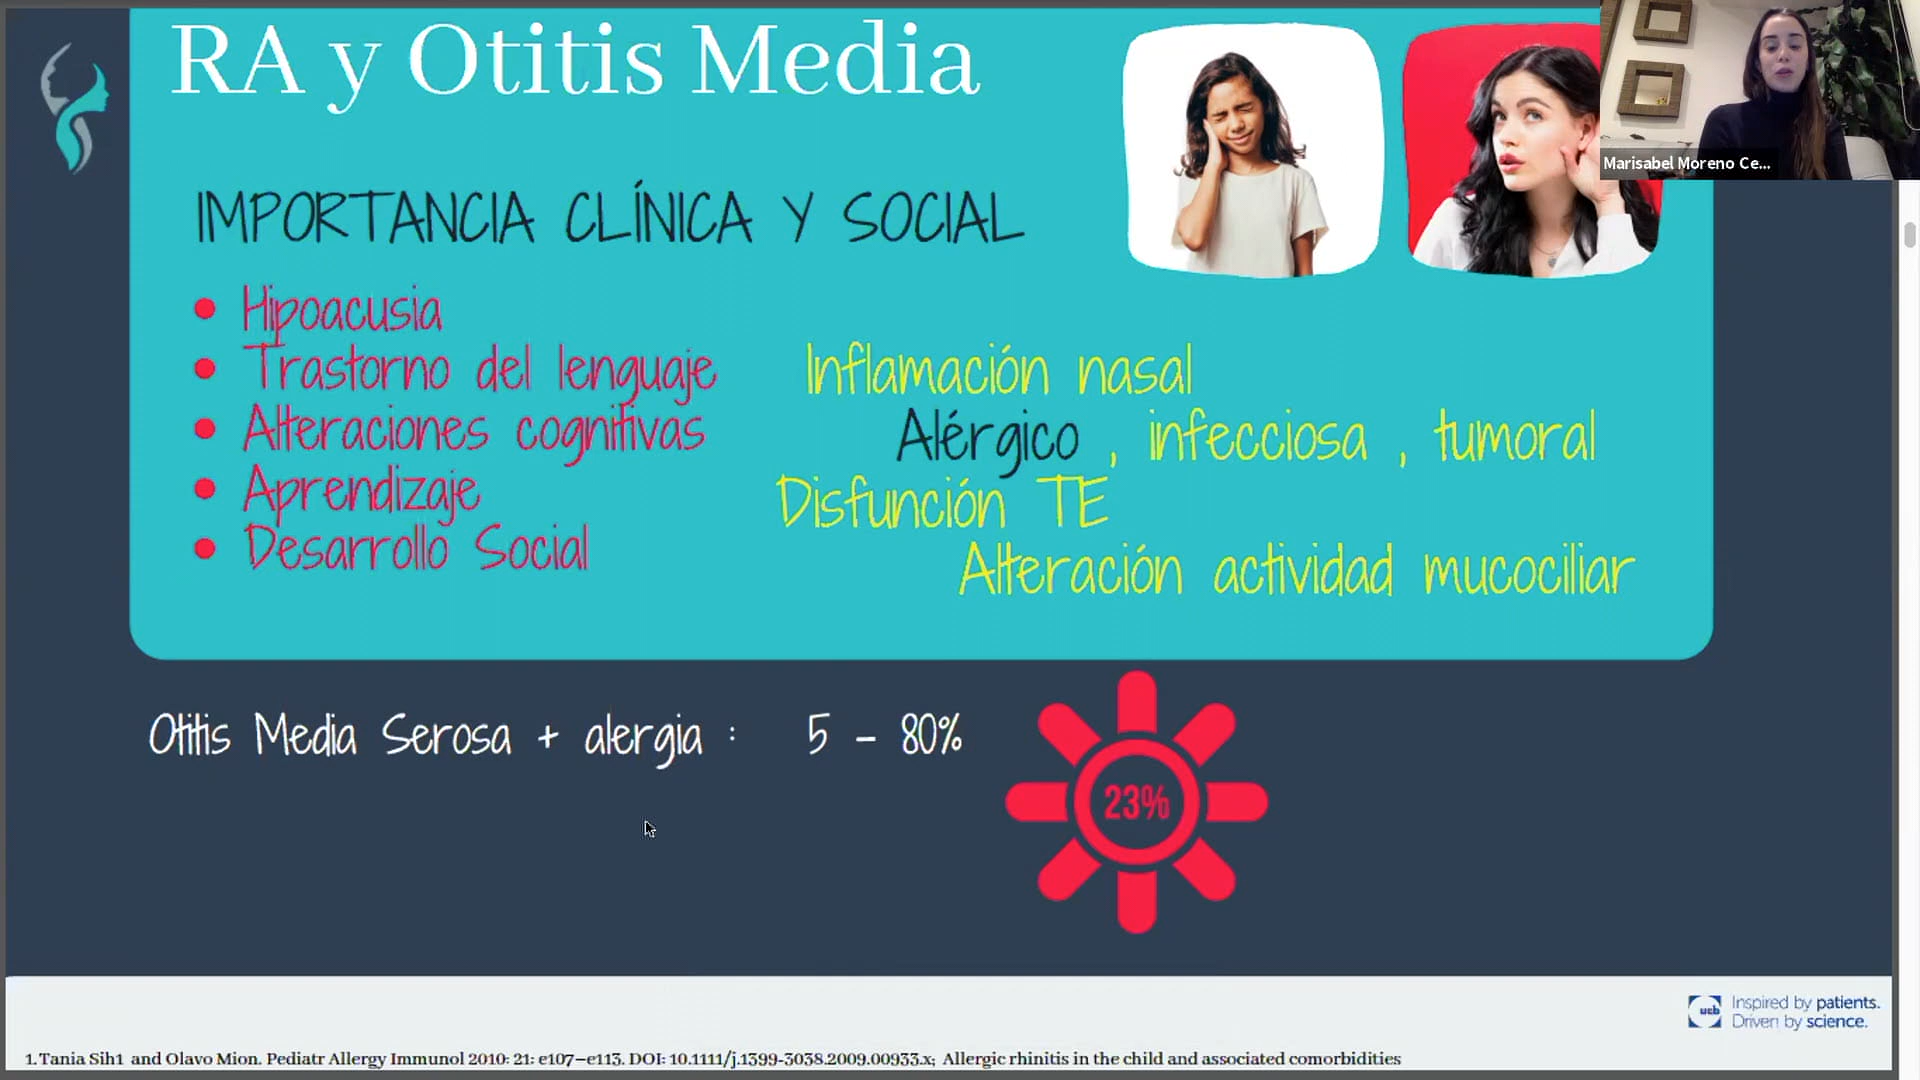 RA y Otitis Media
Marisabel Moreno Ce...
IMPORTANCIA CLÍNICA Y SOCIAL
Hipoacusia
Trastorno del lenguaje
Alteraciones cognitivas
Aprendizaje
Desarrollo Social
Inflamación nasal
Alérgico , infecciosa , tumoral
Disfunción TE
Alteración actividad mucociliar
Otitis Media Serosa + alergia : 5 - 80%
23%
ucb
Inspired by patients.
Driven by science.
1. Tania Sih1 and Olavo Mion. Pediatr Allergy Immunol 2010: 21: e107–e113. DOI: 10.1111/j.1399-3038.2009.00933.x; Allergic rhinitis in the child and associated comorbidities